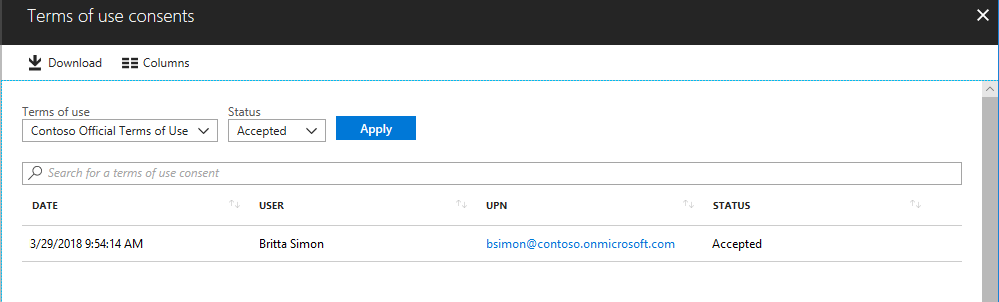 Terms of use consents
Download Columns
Terms of use Status
Contoso Official Terms of Use Accepted Apply
Search for a terms of use consent
DATE USER UPN STATUS
3/29/2018 9:54:14 AM Britta Simon bsimon@contoso.onmicrosoft.com Accepted